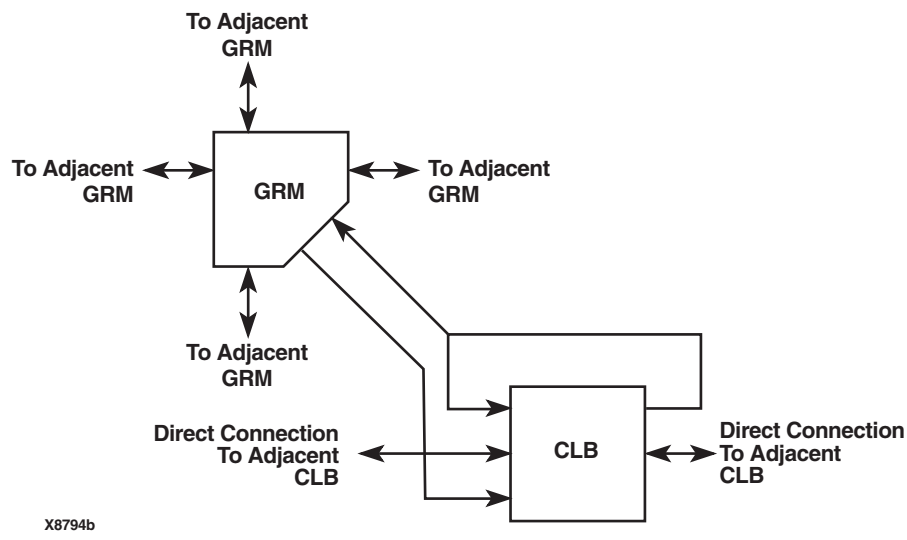 To Adjacent
GRM
To Adjacent
GRM
GRM
To Adjacent
GRM
To Adjacent
GRM
Direct Connection
To Adjacent
CLB
CLB
Direct Connection
To Adjacent
CLB
X8794b